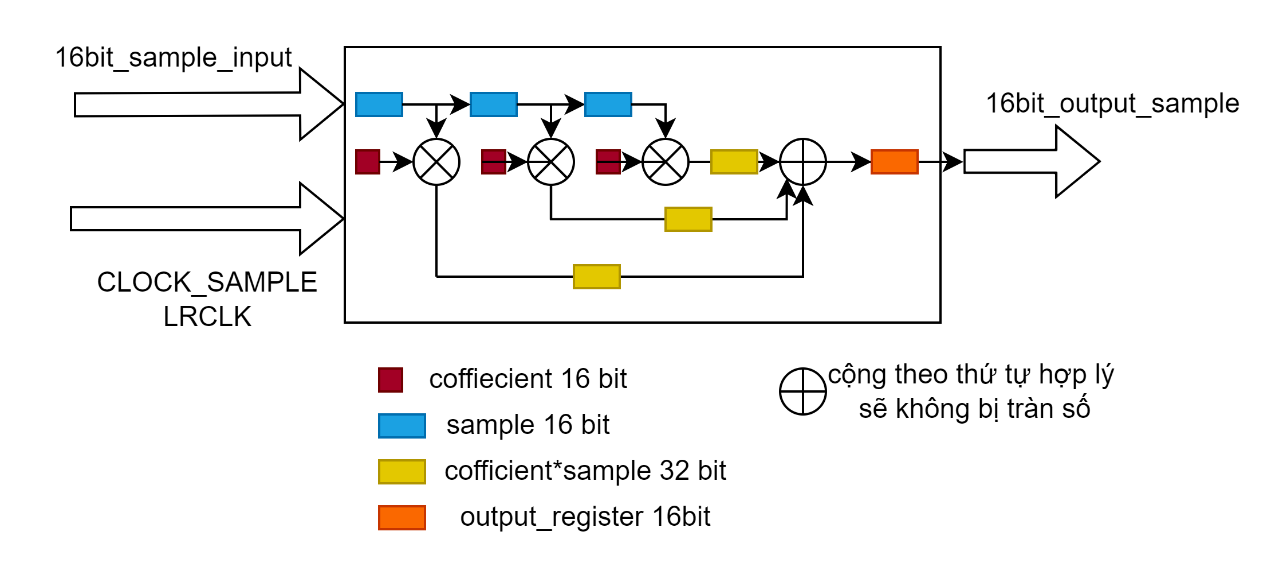 16bit_sample_input
16bit_output_sample
CLOCK_SAMPLE
LRCLK
coffiecient 16 bit
sample 16 bit
cofficient*sample 32 bit
output_register 16bit
cộng theo thứ tự hợp lý
sẽ không bị tràn số